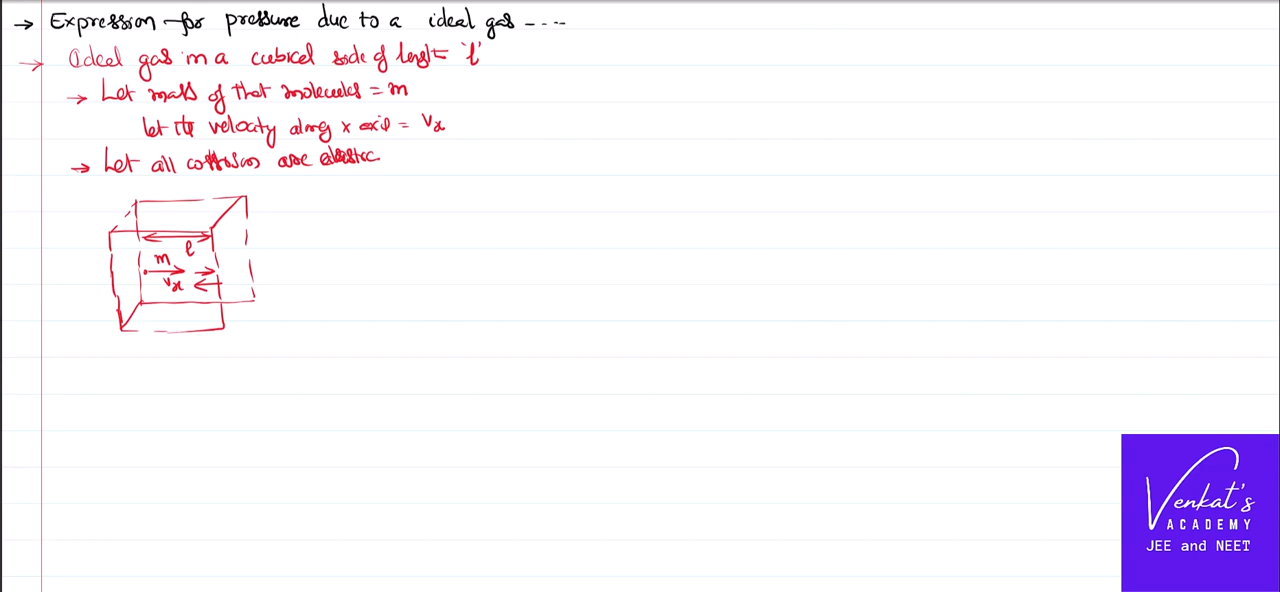 → Expression for pressure due to a ideal gas ----
→ Ideal gas in a cubical side of length 'l'
→ Let mass of that molecules = m
let its velocity along x axis = vx
→ Let all collisions are elastic
l
m
vx
Venkat's
ACADEMY
JEE and NEET